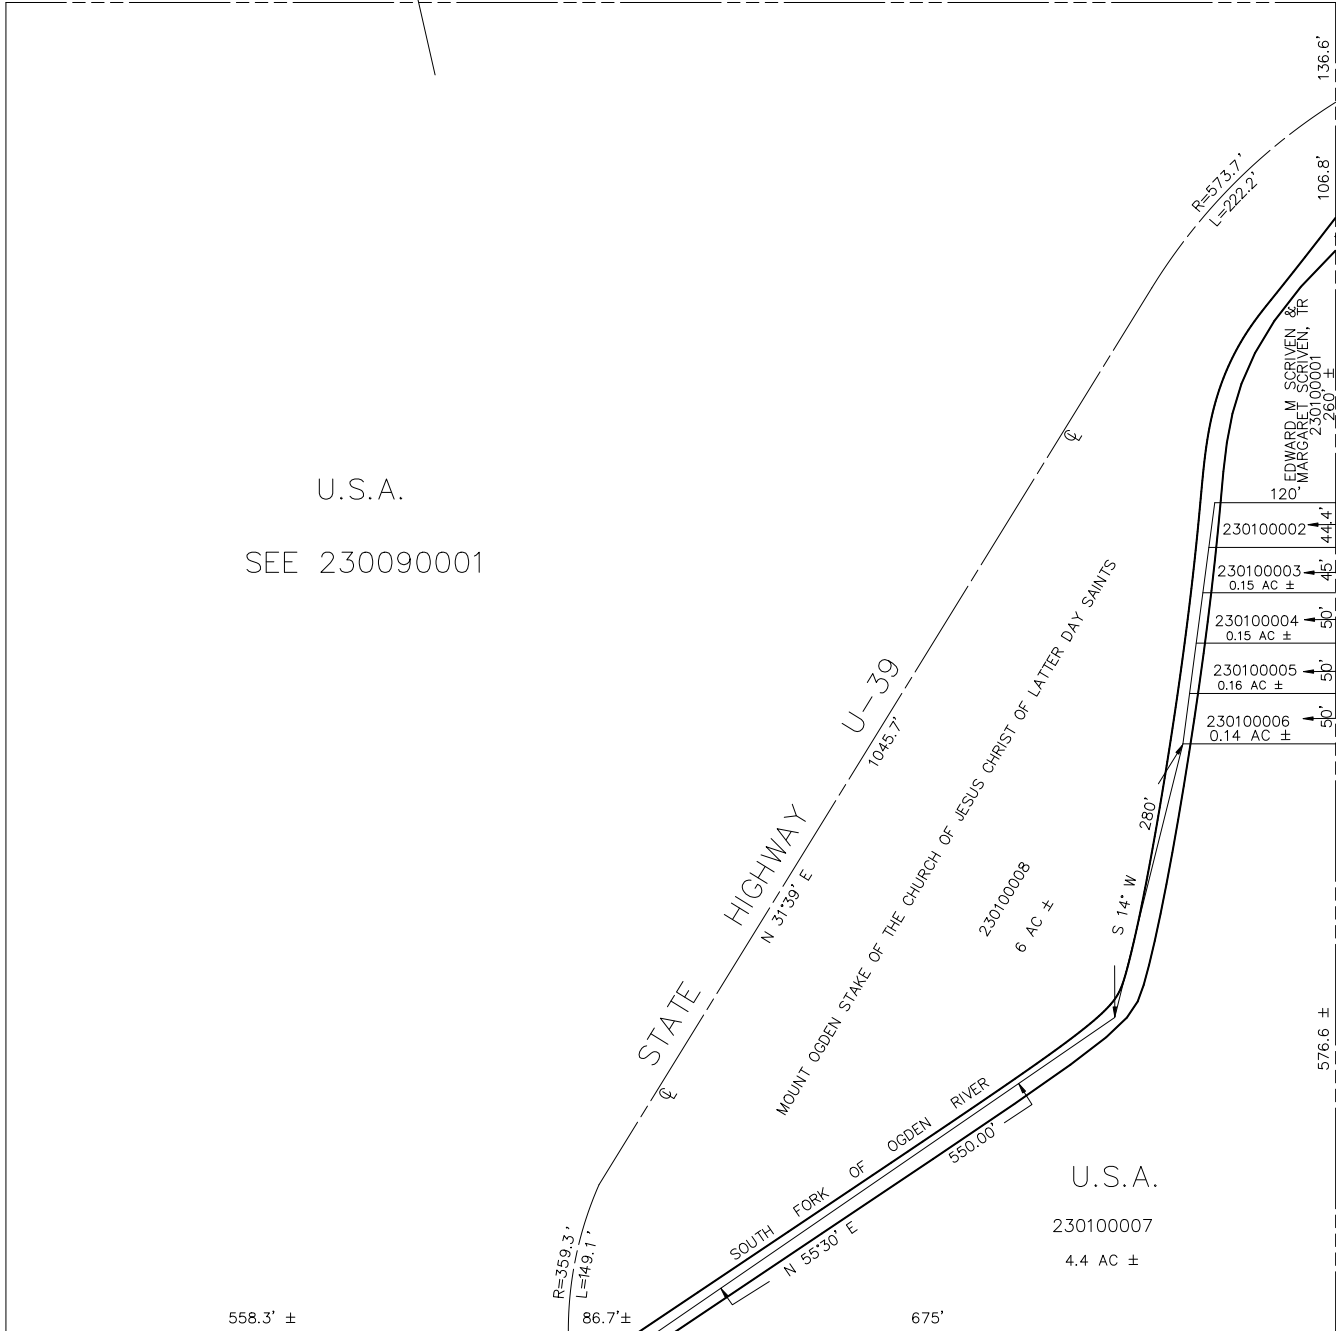 136.6'
R=573.7'
L=222.2'
106.8'
EDWARD M SCRIVEN &
MARGARET SCRIVEN, TR
230100001
260' ±
℄
U.S.A.
SEE 230090001
120'
230100002
44.4'
230100003
0.15 AC ±
45'
230100004
0.15 AC ±
50'
230100005
0.16 AC ±
50'
230100006
0.14 AC ±
50'
STATE HIGHWAY U-39
1045.7'
N 31°39' E
℄
MOUNT OGDEN STAKE OF THE CHURCH OF JESUS CHRIST OF LATTER DAY SAINTS
230100008
6 AC ±
280'
S 14° W
576.6 ±
SOUTH FORK OF OGDEN RIVER
550.00'
N 55°30' E
U.S.A.
230100007
4.4 AC ±
R=359.3'
L=149.1'
558.3' ±
86.7'±
675'